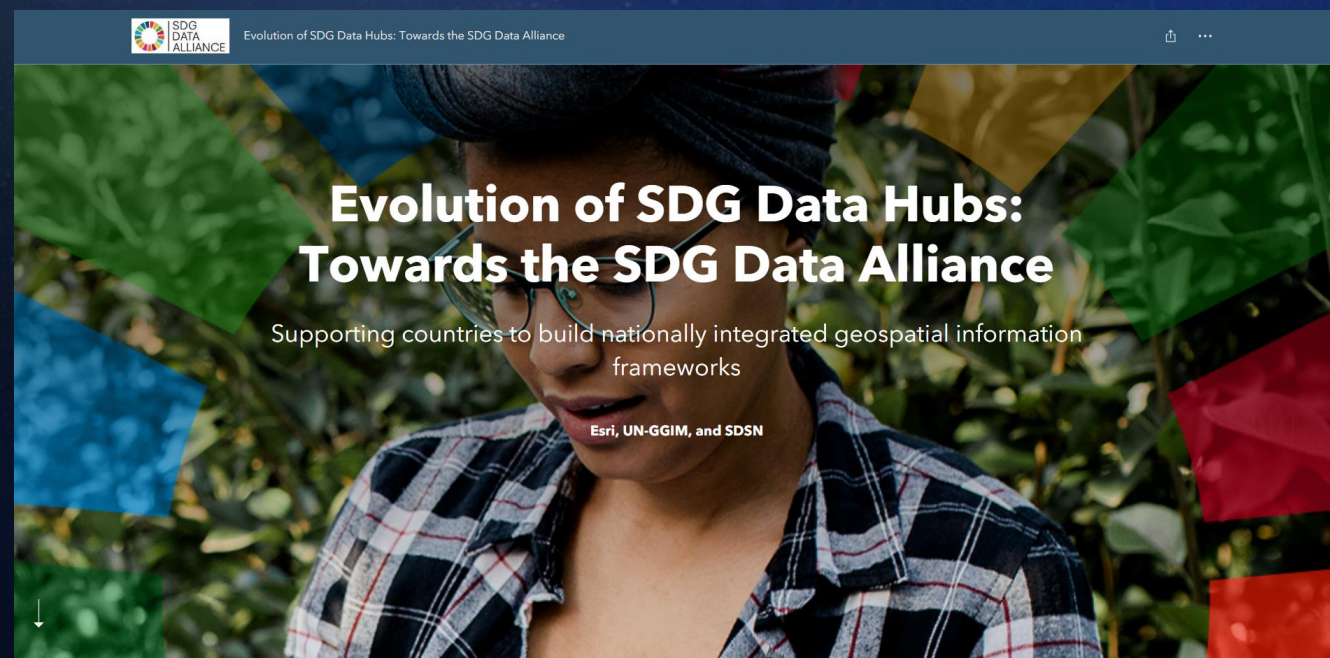 SDG
DATA
ALLIANCE
Evolution of SDG Data Hubs: Towards the SDG Data Alliance
Evolution of SDG Data Hubs:
Towards the SDG Data Alliance
Supporting countries to build nationally integrated geospatial information
frameworks
Esri, UN-GGIM, and SDSN